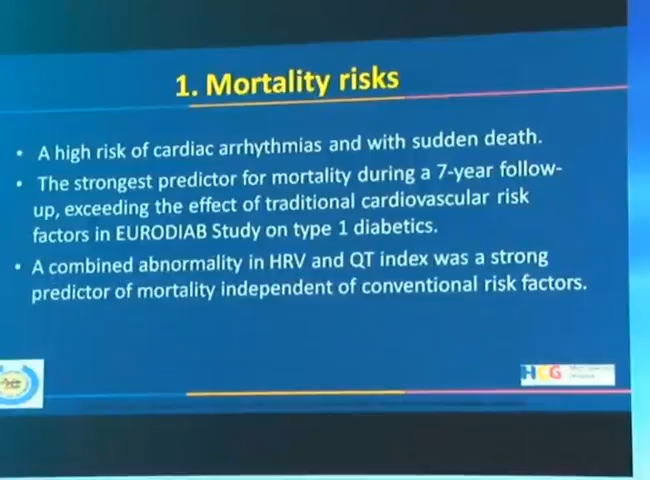 1. Mortality risks
• A high risk of cardiac arrhythmias and with sudden death.
• The strongest predictor for mortality during a 7-year follow-
up, exceeding the effect of traditional cardiovascular risk
factors in EURODIAB Study on type 1 diabetics.
• A combined abnormality in HRV and QT index was a strong
predictor of mortality independent of conventional risk factors.
HCG